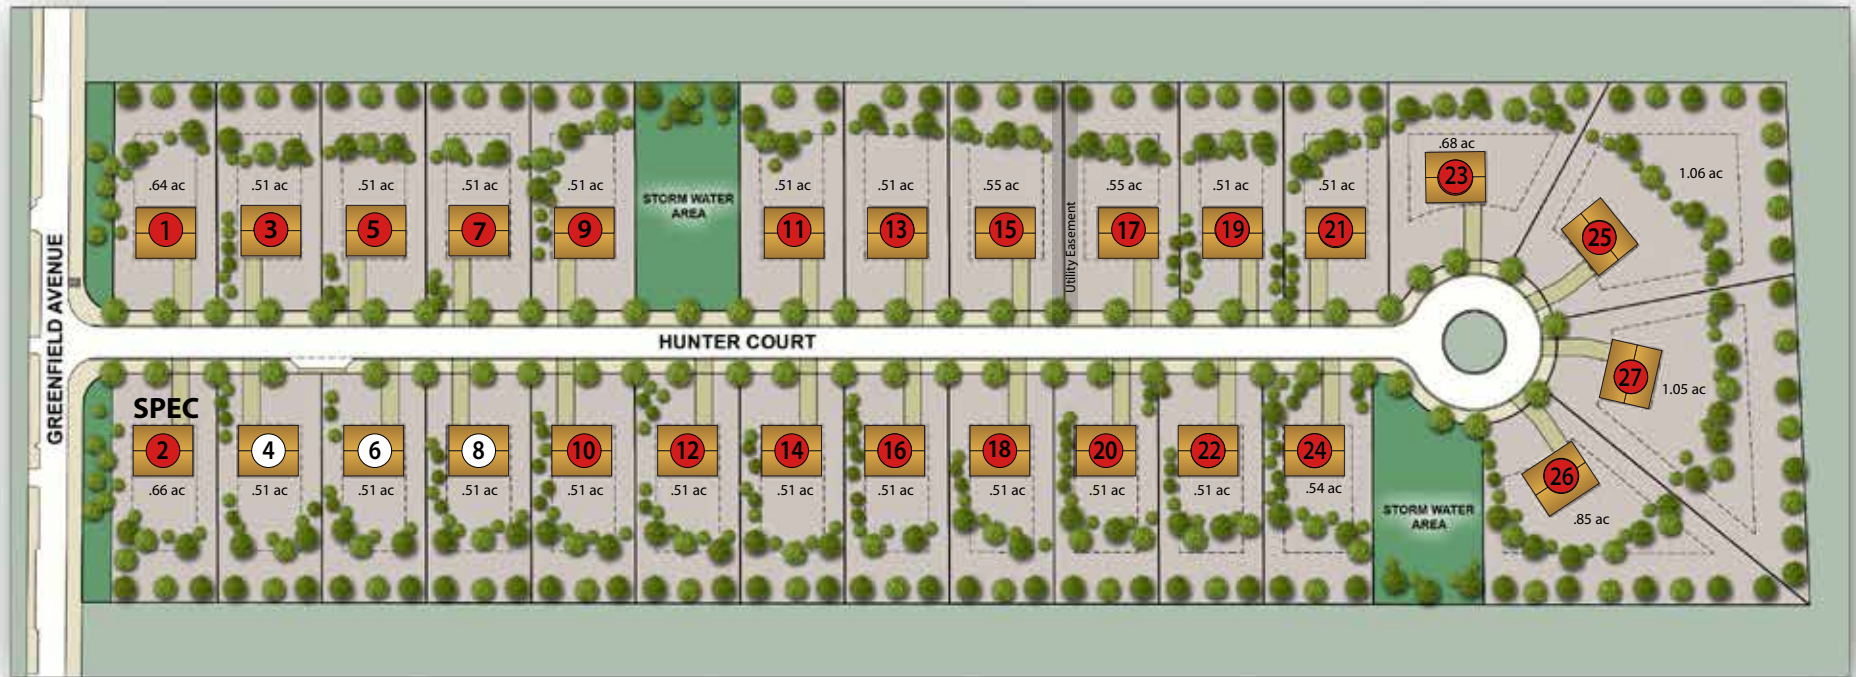 .68 ac
1.06 ac
.64 ac
.51 ac
.51 ac
.51 ac
.51 ac
STORM WATER
AREA
.51 ac
.51 ac
.55 ac
.55 ac
.51 ac
.51 ac
23
1
3
5
7
9
11
13
15
Utility Easement
17
19
21
25
GREENFIELD AVENUE
HUNTER COURT
27
1.05 ac
SPEC
2
4
6
8
10
12
14
16
18
20
22
24
26
.66 ac
.51 ac
.51 ac
.51 ac
.51 ac
.51 ac
.51 ac
.51 ac
.51 ac
.51 ac
.51 ac
.54 ac
STORM WATER
AREA
.85 ac